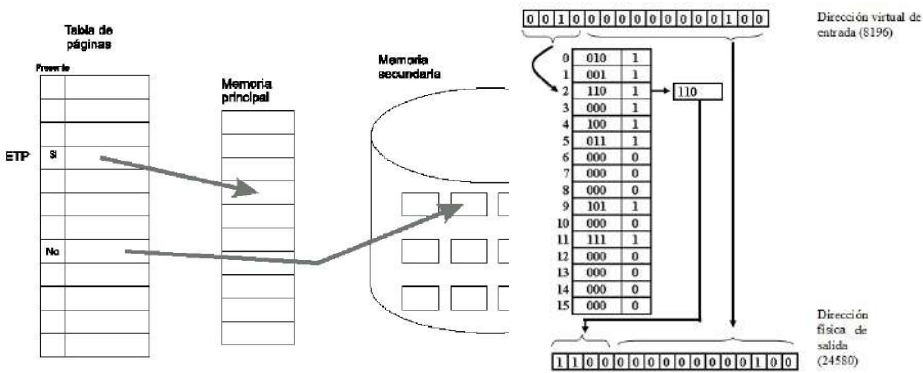 Tabla de
páginas
Presente
ETP
Si
No
Memoria
principal
Memoria
secundaria
0 0 1 0 0 0 0 0 0 0 0 0 0 1 0 0
Dirección virtual de
entrada (8196)
0 010 1
1 001 1
2 110 1 110
3 000 1
4 100 1
5 011 1
6 000 0
7 000 0
8 000 0
9 101 1
10 000 0
11 111 1
12 000 0
13 000 0
14 000 0
15 000 0
1 1 0 0 0 0 0 0 0 0 0 0 1 0 0
Dirección
física de
salida
(24580)